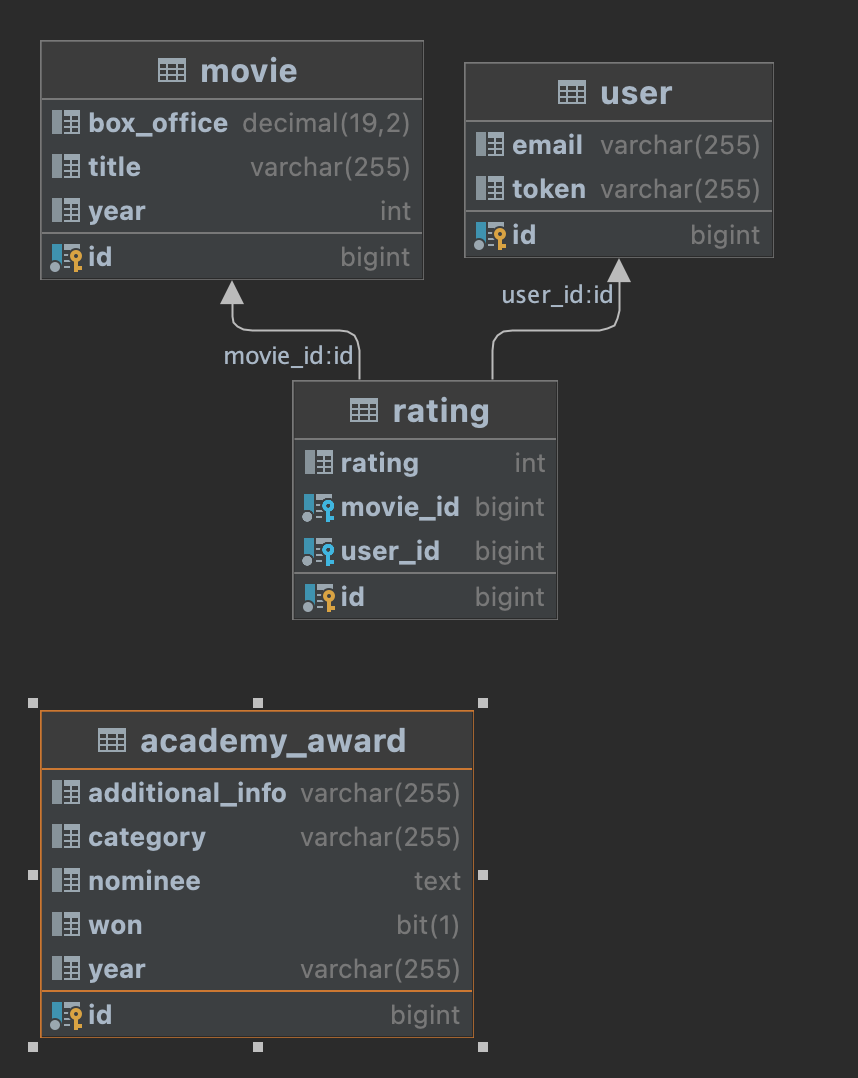 movie
box_office decimal(19,2)
title varchar(255)
year int
id bigint
user
email varchar(255)
token varchar(255)
id bigint
user_id:id
movie_id:id
rating
rating int
movie_id bigint
user_id bigint
id bigint
academy_award
additional_info varchar(255)
category varchar(255)
nominee text
won bit(1)
year varchar(255)
id bigint